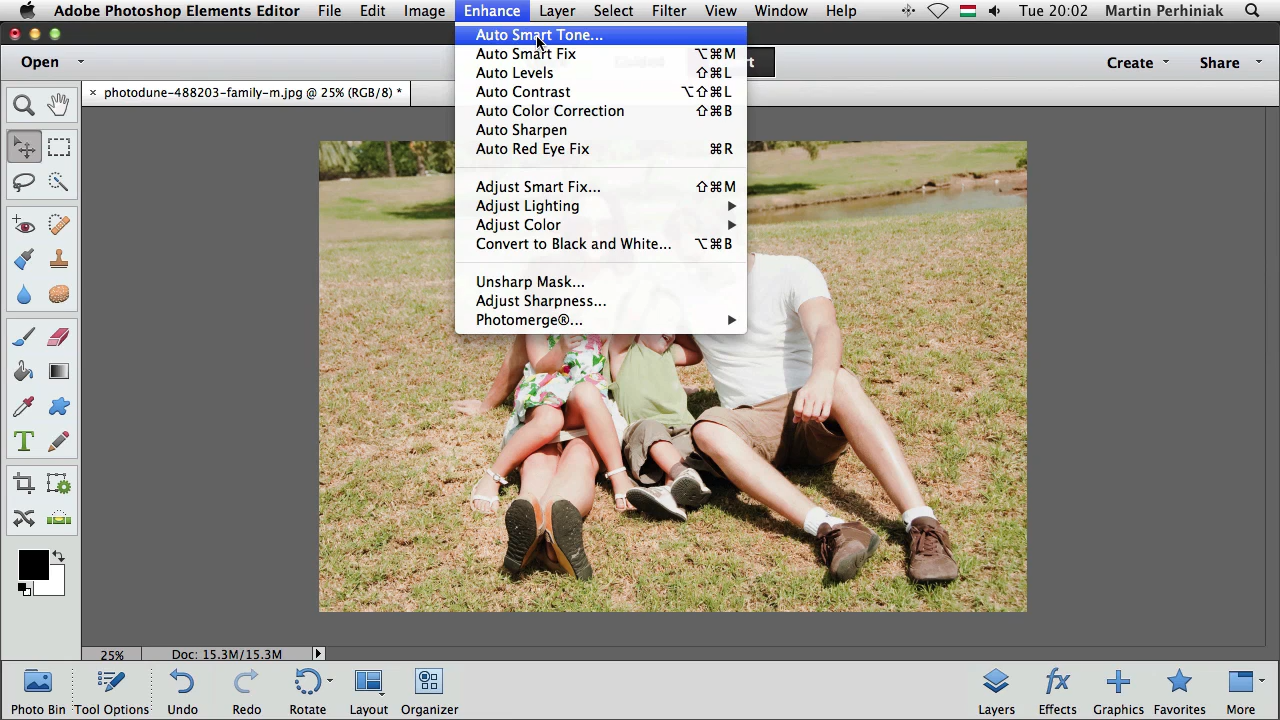 Adobe Photoshop Elements Editor File Edit Image Enhance Layer Select Filter View Window Help Tue 20:02 Martin Perhiniak
Open Create Share
× photodune-488203-family-m.jpg @ 25% (RGB/8) *
Auto Smart Tone...
Auto Smart Fix ⌥⌘M
Auto Levels ⇧⌘L
Auto Contrast ⌥⇧⌘L
Auto Color Correction ⇧⌘B
Auto Sharpen
Auto Red Eye Fix ⌘R
Adjust Smart Fix... ⇧⌘M
Adjust Lighting
Adjust Color
Convert to Black and White... ⌥⌘B
Unsharp Mask...
Adjust Sharpness...
Photomerge®...
25% Doc: 15.3M/15.3M
Photo Bin Tool Options Undo Redo Rotate Layout Organizer Layers Effects Graphics Favorites More